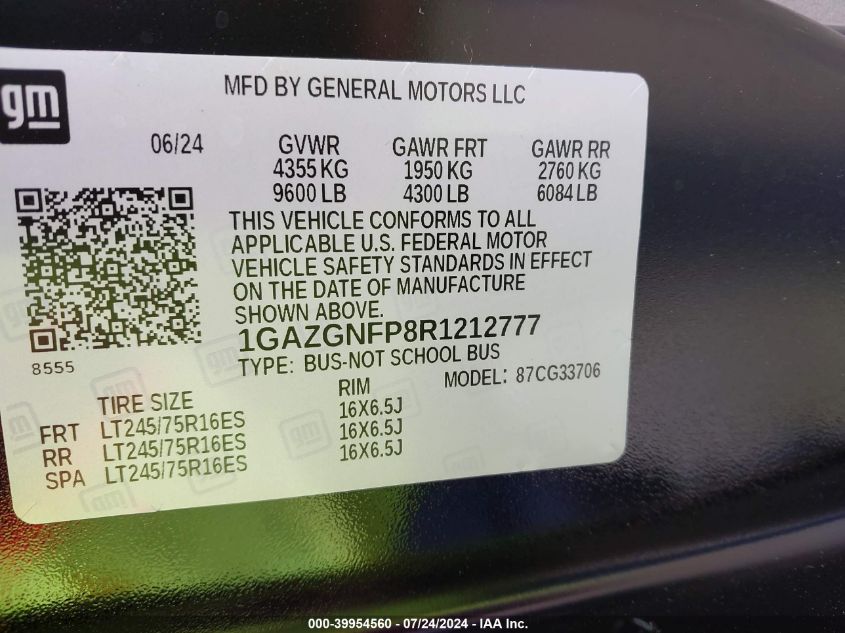 gm
MFD BY GENERAL MOTORS LLC
06/24 GVWR GAWR FRT GAWR RR
4355 KG 1950 KG 2760 KG
9600 LB 4300 LB 6084 LB
THIS VEHICLE CONFORMS TO ALL
APPLICABLE U.S. FEDERAL MOTOR
VEHICLE SAFETY STANDARDS IN EFFECT
ON THE DATE OF MANUFACTURE
SHOWN ABOVE.
1GAZGNFP8R1212777
8555 TYPE: BUS-NOT SCHOOL BUS
MODEL: 87CG33706
TIRE SIZE RIM
FRT LT245/75R16ES 16X6.5J
RR LT245/75R16ES 16X6.5J
SPA LT245/75R16ES 16X6.5J
000-39954560 - 07/24/2024 - IAA Inc.